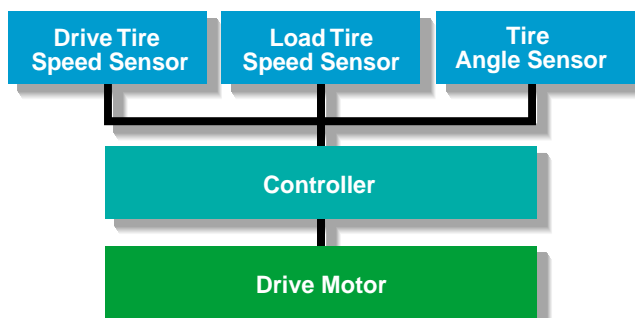 Drive Tire
Speed Sensor
Load Tire
Speed Sensor
Tire
Angle Sensor
Controller
Drive Motor